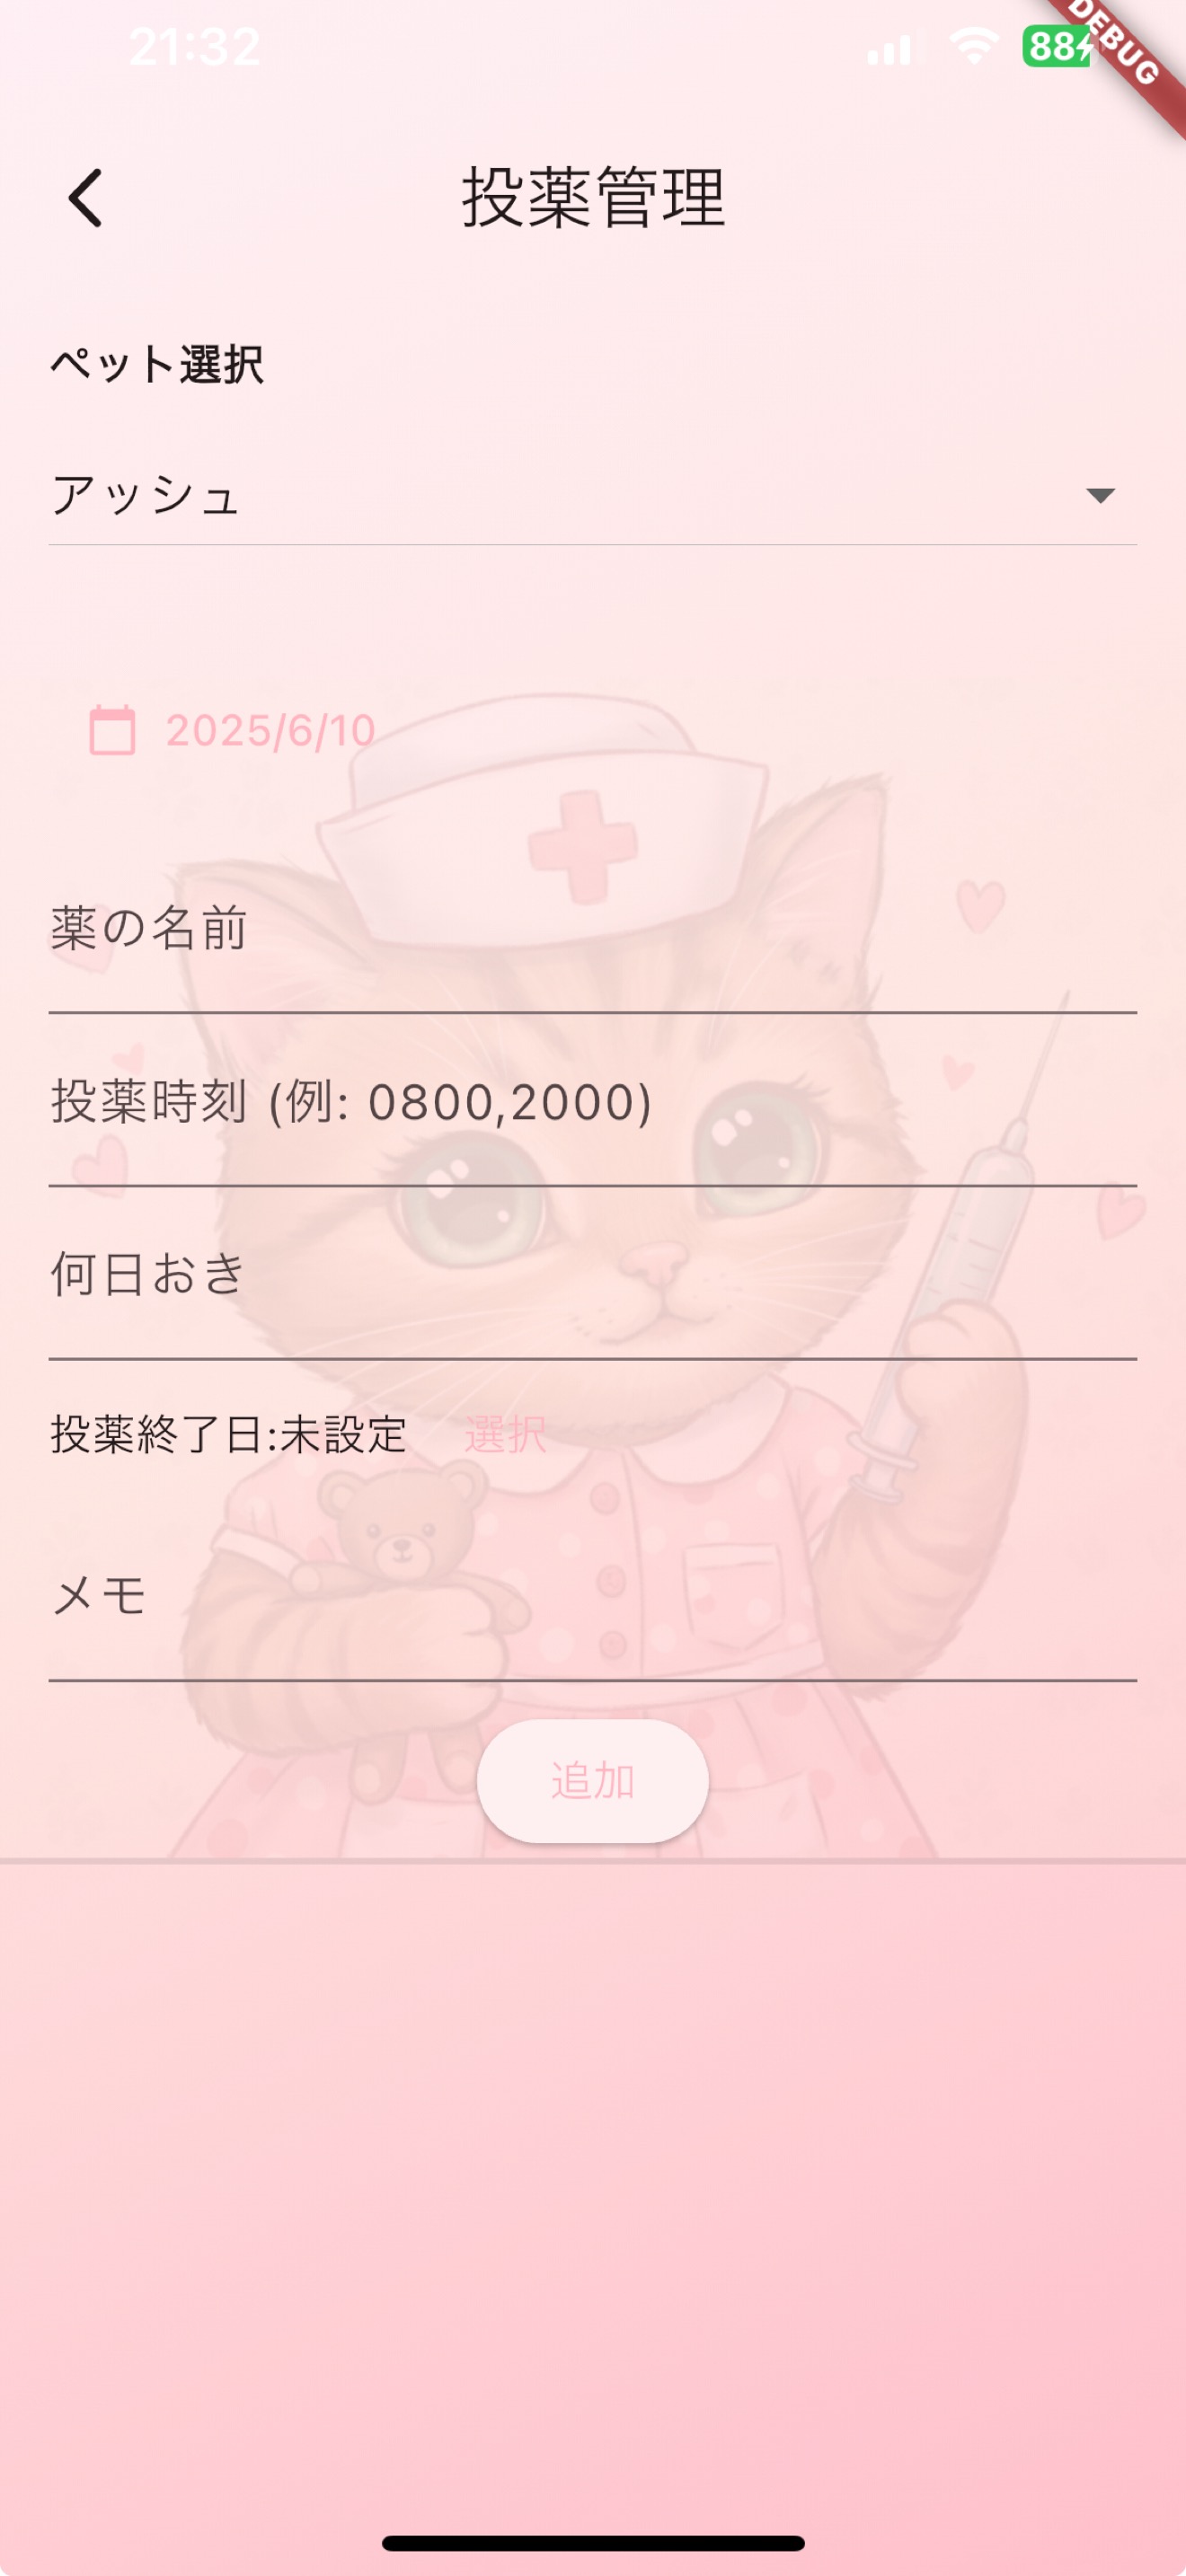 21:32
88
DEBUG
投薬管理
ペット選択
アッシュ
2025/6/10
薬の名前
投薬時刻 (例: 0800,2000)
何日おき
投薬終了日:未設定 選択
メモ
追加